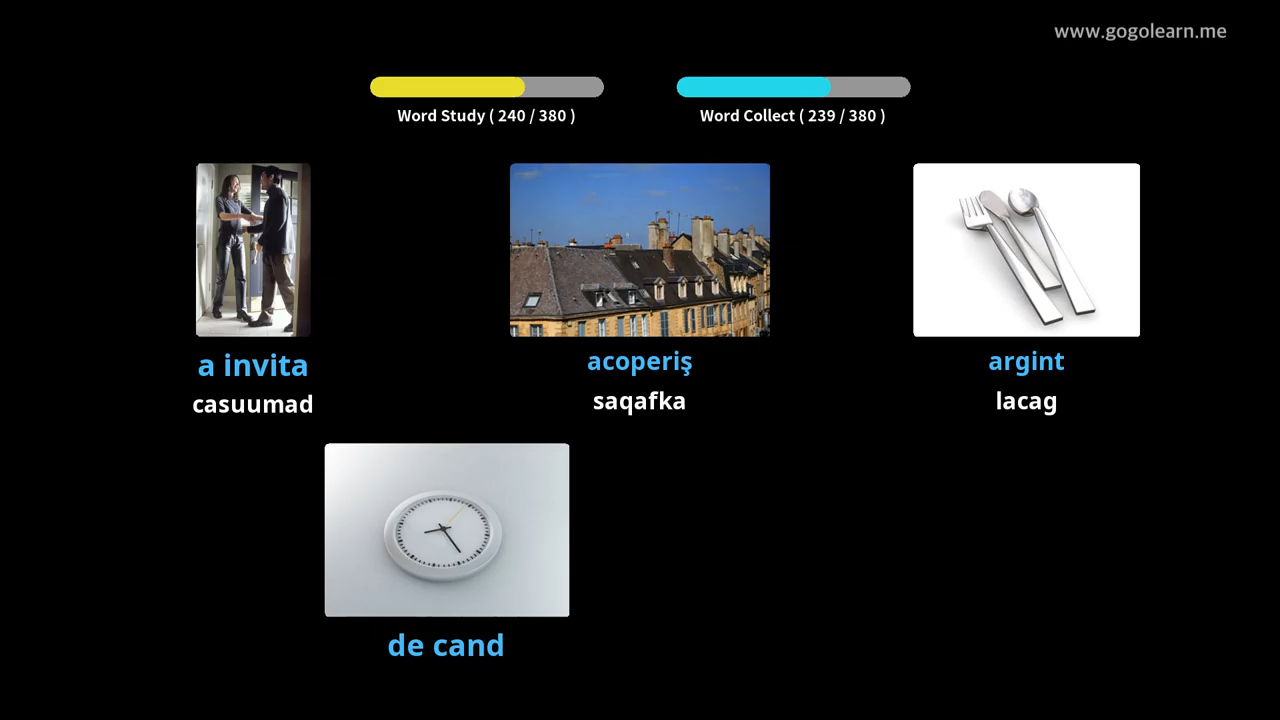 www.gogolearn.me
Word Study ( 240 / 380 )
Word Collect ( 239 / 380 )
a invita
casuumad
acoperiş
saqafka
argint
lacag
de cand